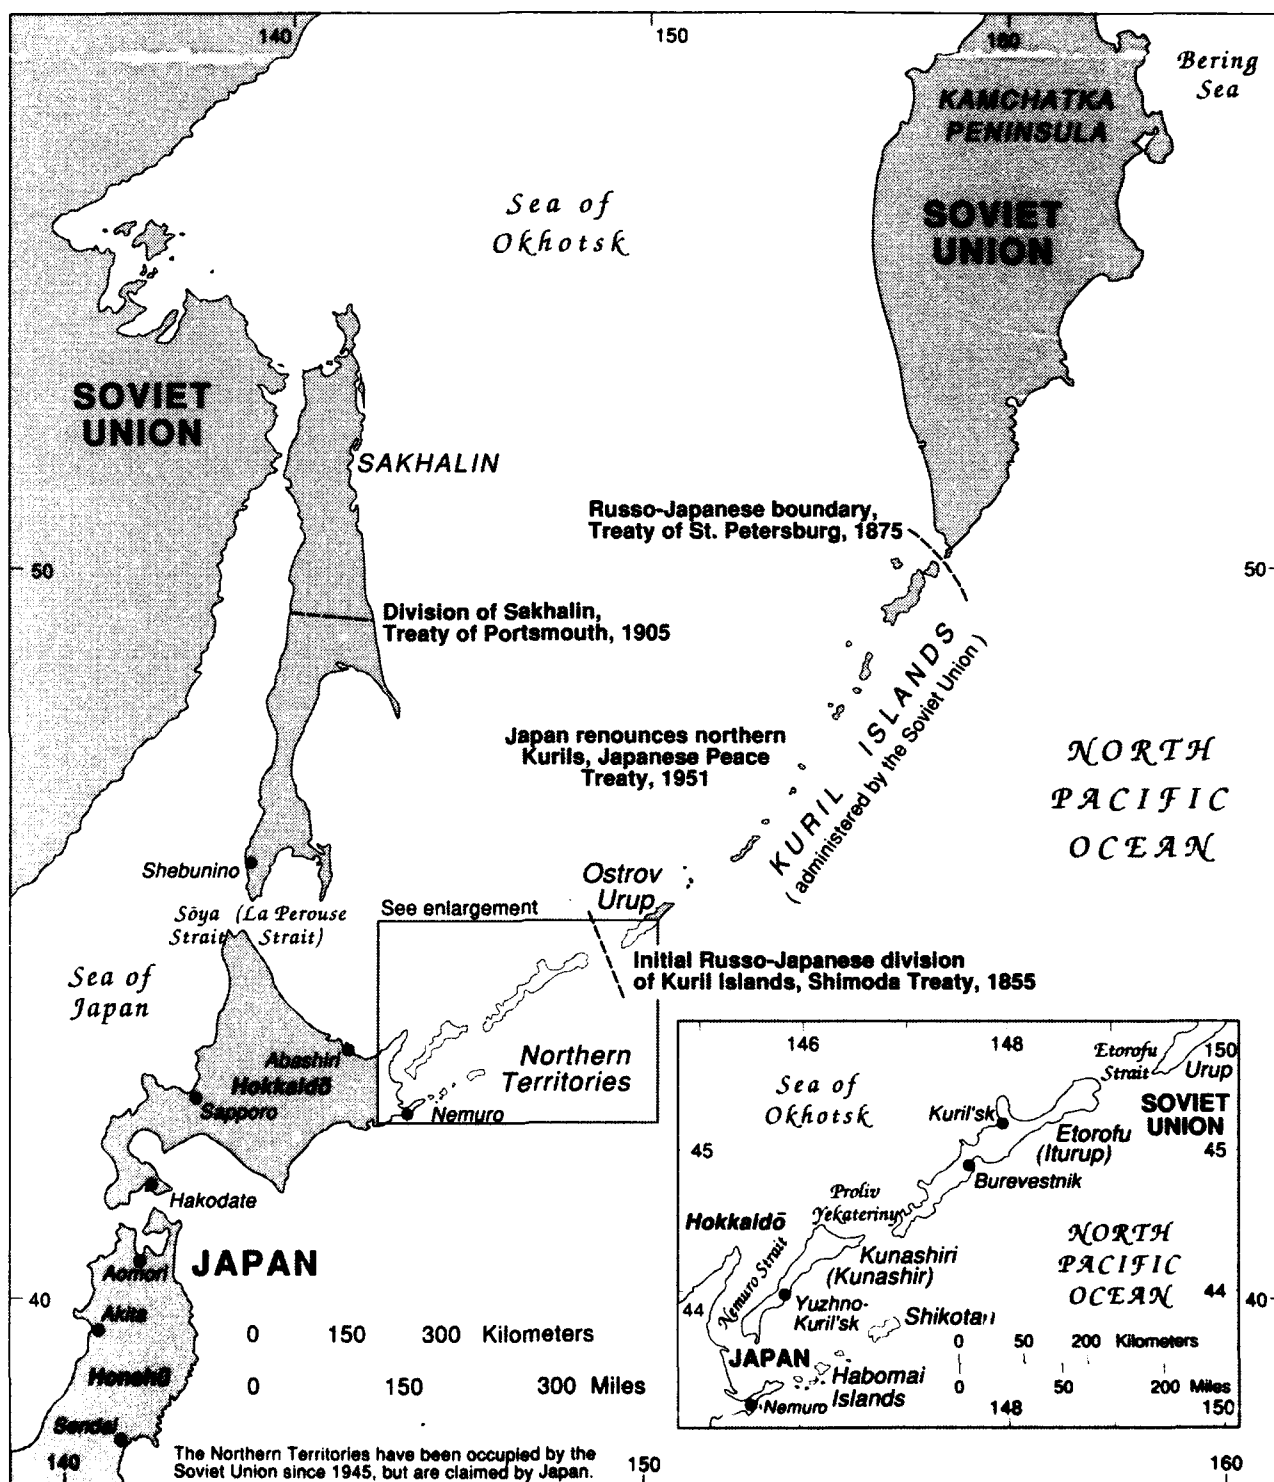 140
150
160
Bering
Sea
KAMCHATKA
PENINSULA
SOVIET
UNION
Sea of
Okhotsk
SOVIET
UNION
SAKHALIN
Russo-Japanese boundary,
Treaty of St. Petersburg, 1875
50
50
Division of Sakhalin,
Treaty of Portsmouth, 1905
KURIL ISLANDS
(administered by the Soviet Union)
Japan renounces northern
Kurils, Japanese Peace
Treaty, 1951
NORTH
PACIFIC
OCEAN
Shebunino
Ostrov
Urup
Sōya (La Perouse
Strait Strait)
See enlargement
Initial Russo-Japanese division
of Kuril Islands, Shimoda Treaty, 1855
Sea of
Japan
Abashiri
Hokkaidō
Sapporo
Northern
Territories
Nemuro
Hakodate
JAPAN
Aomori
40
40
Akita
Honshū
Sendai
0 150 300 Kilometers
0 150 300 Miles
The Northern Territories have been occupied by the
Soviet Union since 1945, but are claimed by Japan.
140
150
160
146
148
150
Etorofu
Strait
Urup
Sea of
Okhotsk
Kuril'sk
SOVIET
UNION
Etorofu
(Iturup)
45
45
Burevestnik
Proliv
Yekateriny
Hokkaidō
Nemuro Strait
Kunashiri
(Kunashir)
NORTH
PACIFIC
OCEAN
44
44
Yuzhno-
Kuril'sk
Shikotan
JAPAN
Habomai
Islands
Nemuro
0 50 200 Kilometers
0 50 200 Miles
148
150